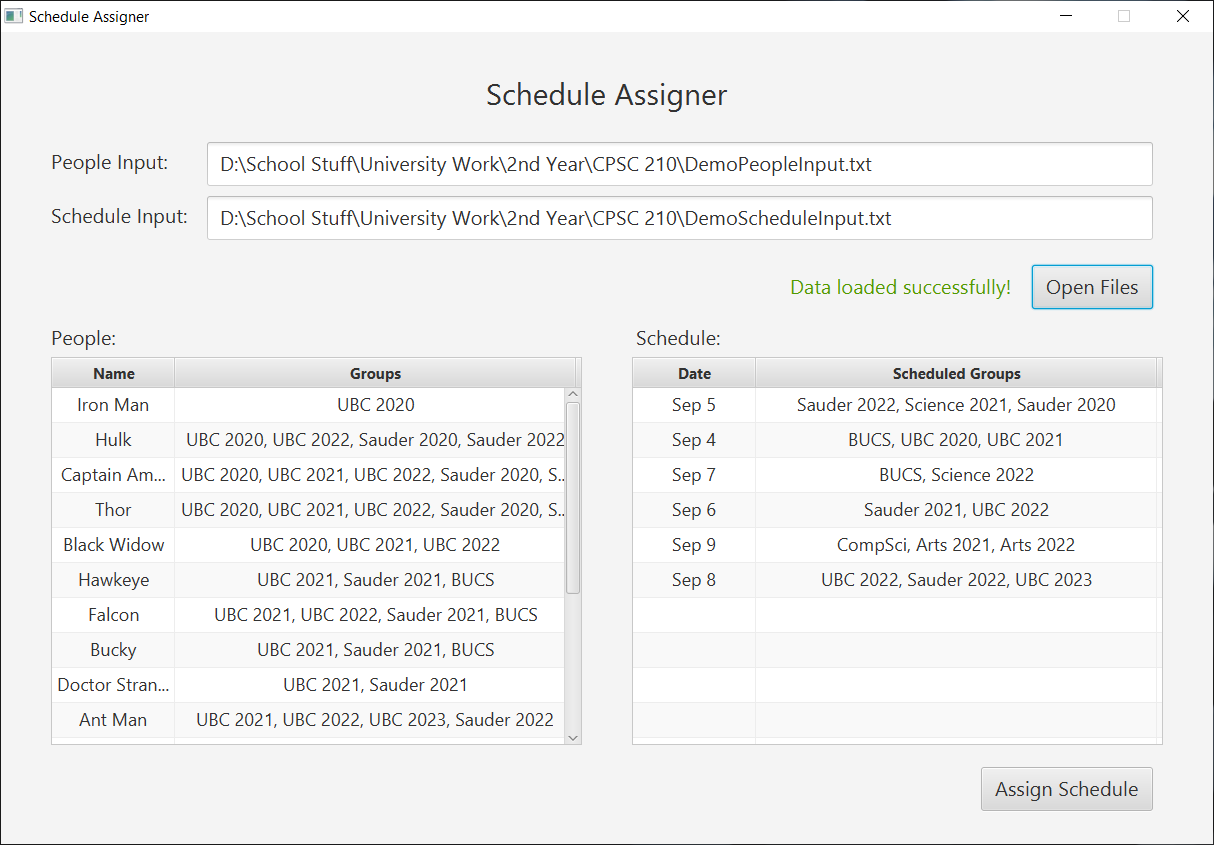 Schedule Assigner
Schedule Assigner
People Input: D:\School Stuff\University Work\2nd Year\CPSC 210\DemoPeopleInput.txt
Schedule Input: D:\School Stuff\University Work\2nd Year\CPSC 210\DemoScheduleInput.txt
Data loaded successfully! Open Files
People:
Name Groups
Iron Man UBC 2020
Hulk UBC 2020, UBC 2022, Sauder 2020, Sauder 2022
Captain Am... UBC 2020, UBC 2021, UBC 2022, Sauder 2020, S...
Thor UBC 2020, UBC 2021, UBC 2022, Sauder 2020, S...
Black Widow UBC 2020, UBC 2021, UBC 2022
Hawkeye UBC 2021, Sauder 2021, BUCS
Falcon UBC 2021, UBC 2022, Sauder 2021, BUCS
Bucky UBC 2021, Sauder 2021, BUCS
Doctor Stran... UBC 2021, Sauder 2021
Ant Man UBC 2021, UBC 2022, UBC 2023, Sauder 2022
Schedule:
Date Scheduled Groups
Sep 5 Sauder 2022, Science 2021, Sauder 2020
Sep 4 BUCS, UBC 2020, UBC 2021
Sep 7 BUCS, Science 2022
Sep 6 Sauder 2021, UBC 2022
Sep 9 CompSci, Arts 2021, Arts 2022
Sep 8 UBC 2022, Sauder 2022, UBC 2023
Assign Schedule